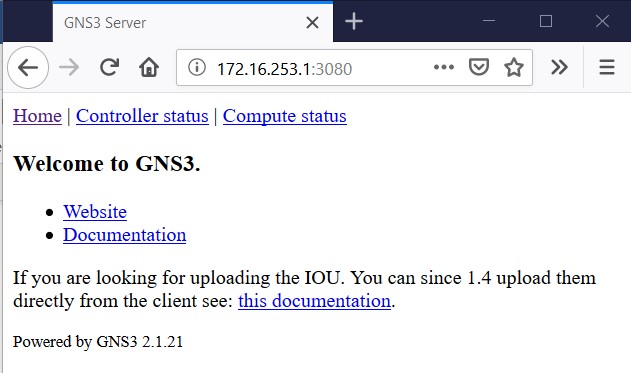 GNS3 Server
172.16.253.1:3080
Home | Controller status | Compute status
Welcome to GNS3.
Website
Documentation
If you are looking for uploading the IOU. You can since 1.4 upload them
directly from the client see: this documentation.
Powered by GNS3 2.1.21